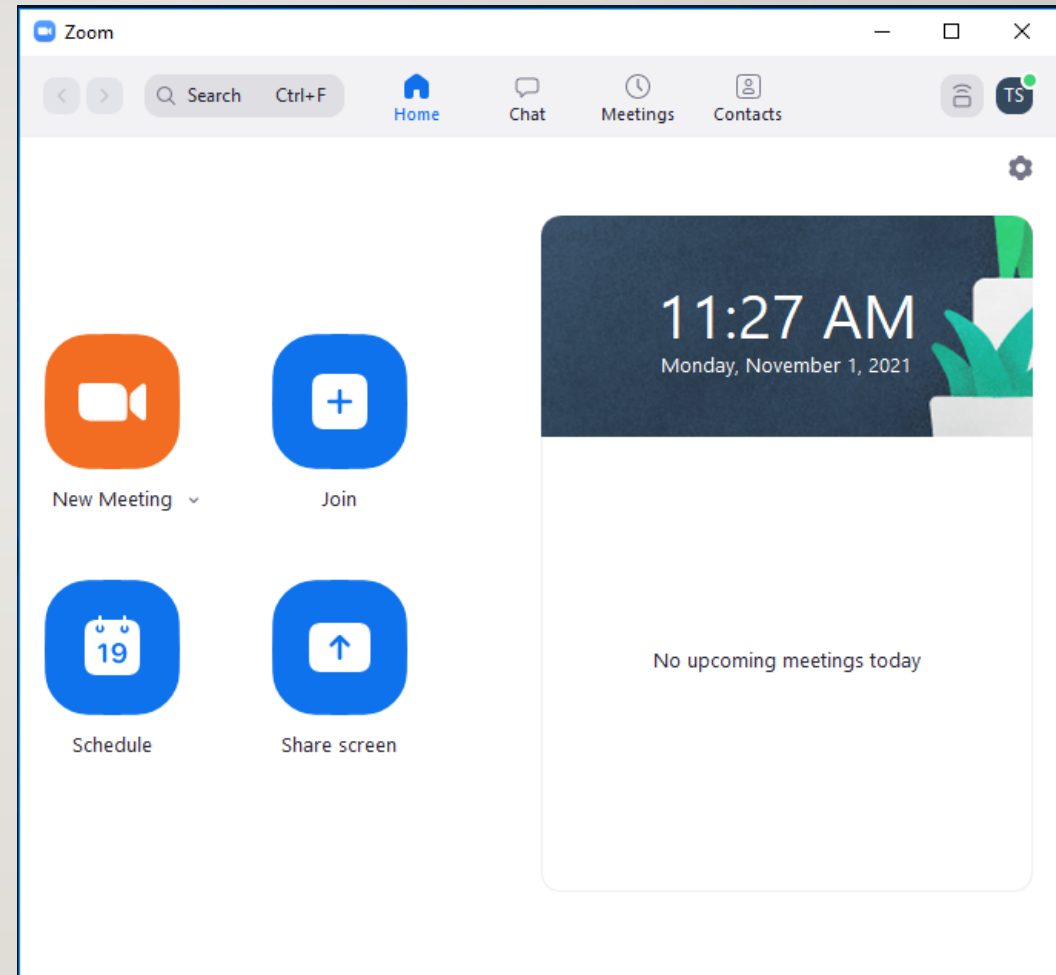 Zoom
Search Ctrl+F
Home
Chat
Meetings
Contacts
TS
11:27 AM
Monday, November 1, 2021
New Meeting
Join
19
Schedule
Share screen
No upcoming meetings today